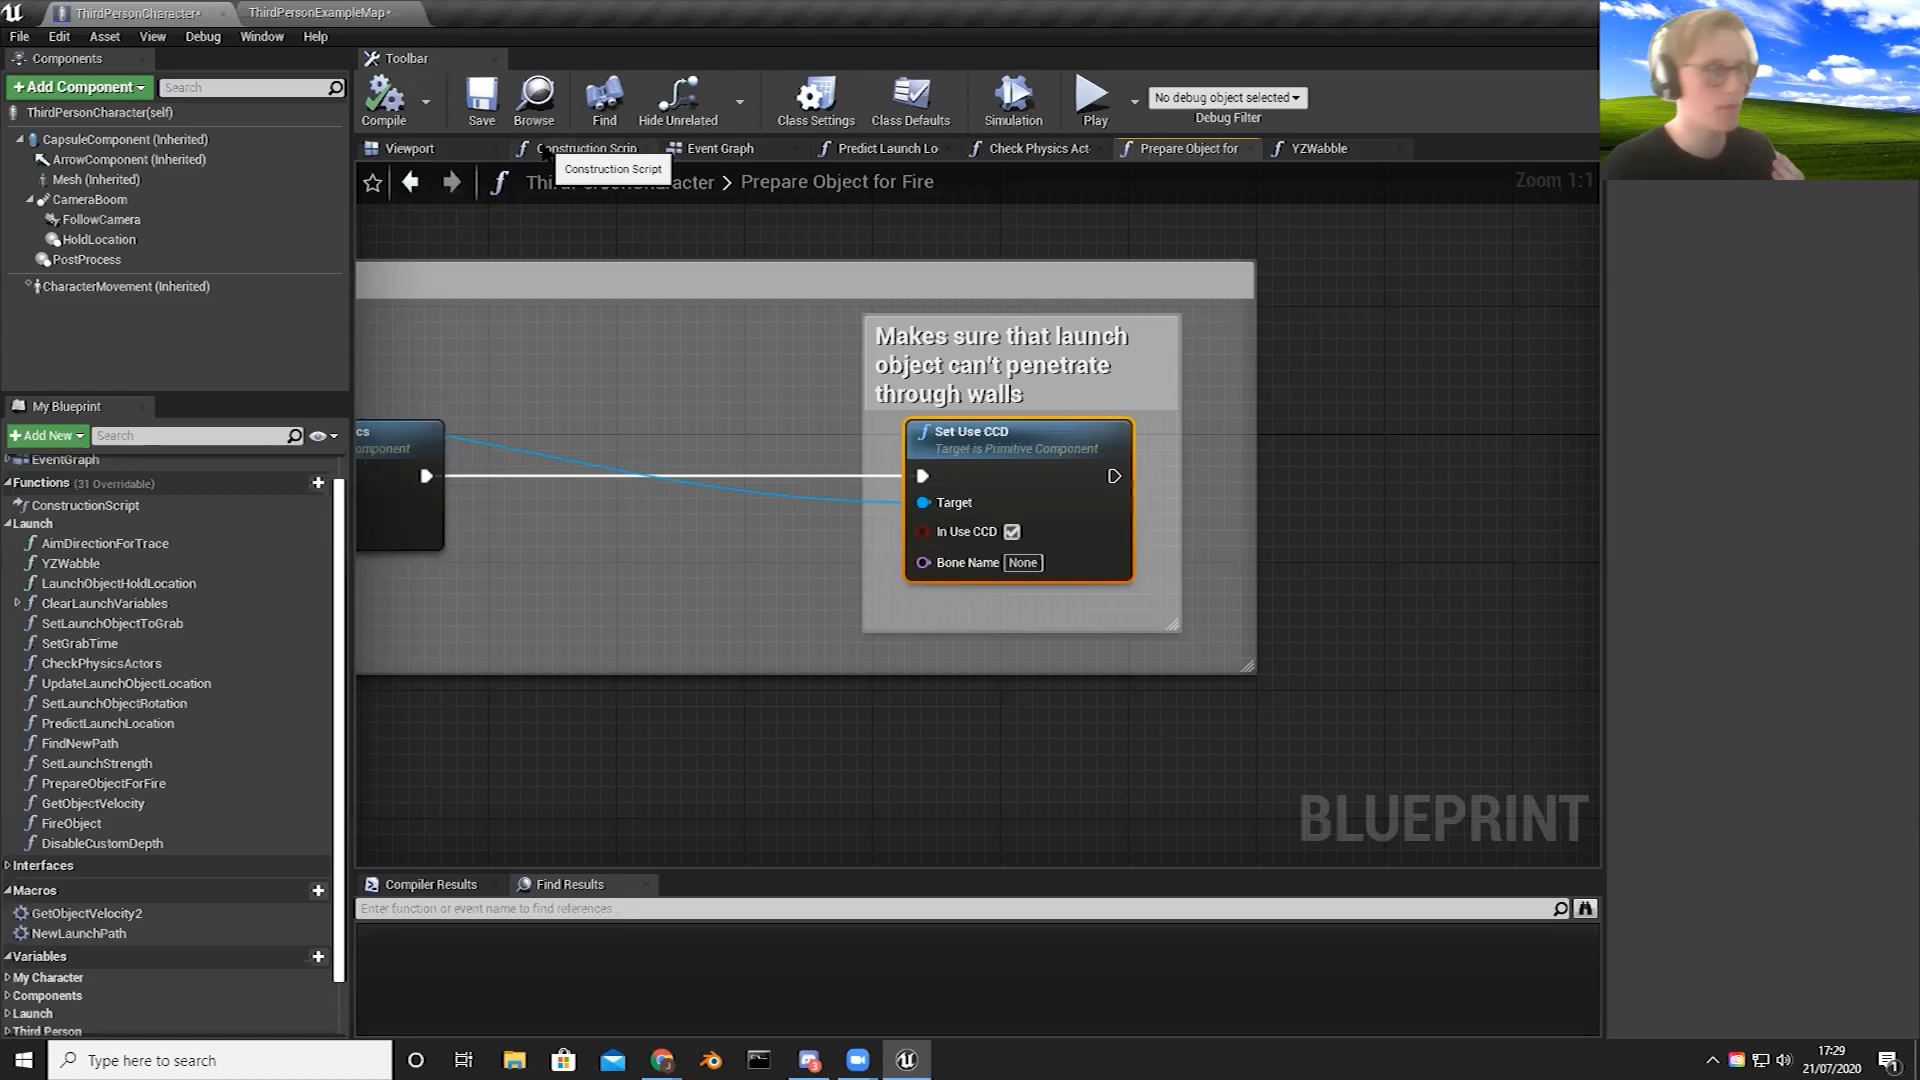 ThirdPersonCharacter*
ThirdPersonExampleMap*
File Edit Asset View Debug Window Help
Components
Toolbar
+Add Component
Search
ThirdPersonCharacter(self)
CapsuleComponent (Inherited)
ArrowComponent (Inherited)
Mesh (Inherited)
CameraBoom
FollowCamera
HoldLocation
PostProcess
CharacterMovement (Inherited)
Compile
Save
Browse
Find
Hide Unrelated
Class Settings
Class Defaults
Simulation
Play
No debug object selected
Debug Filter
Viewport
Construction Scrip
Event Graph
Predict Launch Lo
Check Physics Act
Prepare Object for
YZWabble
Construction Script
Prepare Object for Fire
Zoom 1:1
Makes sure that launch
object can't penetrate
through walls
cs
omponent
Set Use CCD
Target is Primitive Component
Target
In Use CCD
Bone Name None
BLUEPRINT
My Blueprint
+Add New
Search
EventGraph
Functions (31 Overridable)
ConstructionScript
Launch
AimDirectionForTrace
YZWabble
LaunchObjectHoldLocation
ClearLaunchVariables
SetLaunchObjectToGrab
SetGrabTime
CheckPhysicsActors
UpdateLaunchObjectLocation
SetLaunchObjectRotation
PredictLaunchLocation
FindNewPath
SetLaunchStrength
PrepareObjectForFire
GetObjectVelocity
FireObject
DisableCustomDepth
Interfaces
Macros
GetObjectVelocity2
NewLaunchPath
Variables
My Character
Components
Launch
Third Person
Compiler Results
Find Results
Enter function or event name to find references...
Type here to search
3
17:29
21/07/2020
1